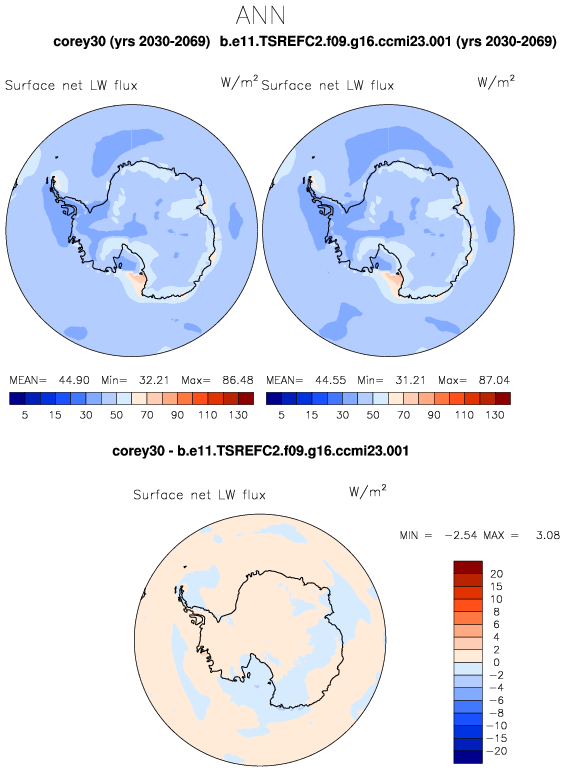 ANN
corey30 (yrs 2030-2069) b.e11.TSREFC2.f09.g16.ccmi23.001 (yrs 2030-2069)
Surface net LW flux W/m² Surface net LW flux W/m²
MEAN= 44.90 Min= 32.21 Max= 86.48 MEAN= 44.55 Min= 31.21 Max= 87.04
5 15 30 50 70 90 110 130 5 15 30 50 70 90 110 130
corey30 - b.e11.TSREFC2.f09.g16.ccmi23.001
Surface net LW flux W/m²
MIN = -2.54 MAX = 3.08
20
15
10
8
6
4
2
0
-2
-4
-6
-8
-10
-15
-20